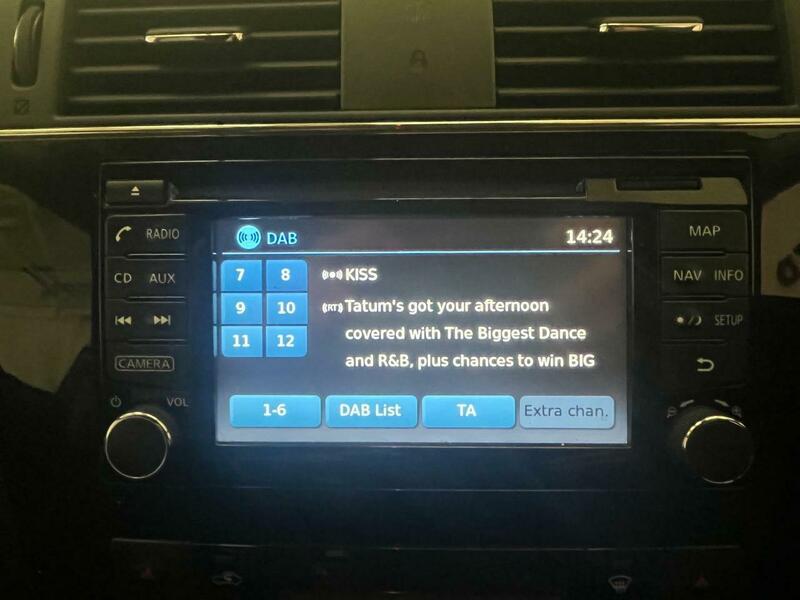 RADIO
CD AUX
CAMERA
VOL
DAB
14:24
7 8
9 10
11 12
KISS
(RT) Tatum's got your afternoon
covered with The Biggest Dance
and R&B, plus chances to win BIG
1-6
DAB List
TA
Extra chan.
MAP
NAV INFO
SETUP